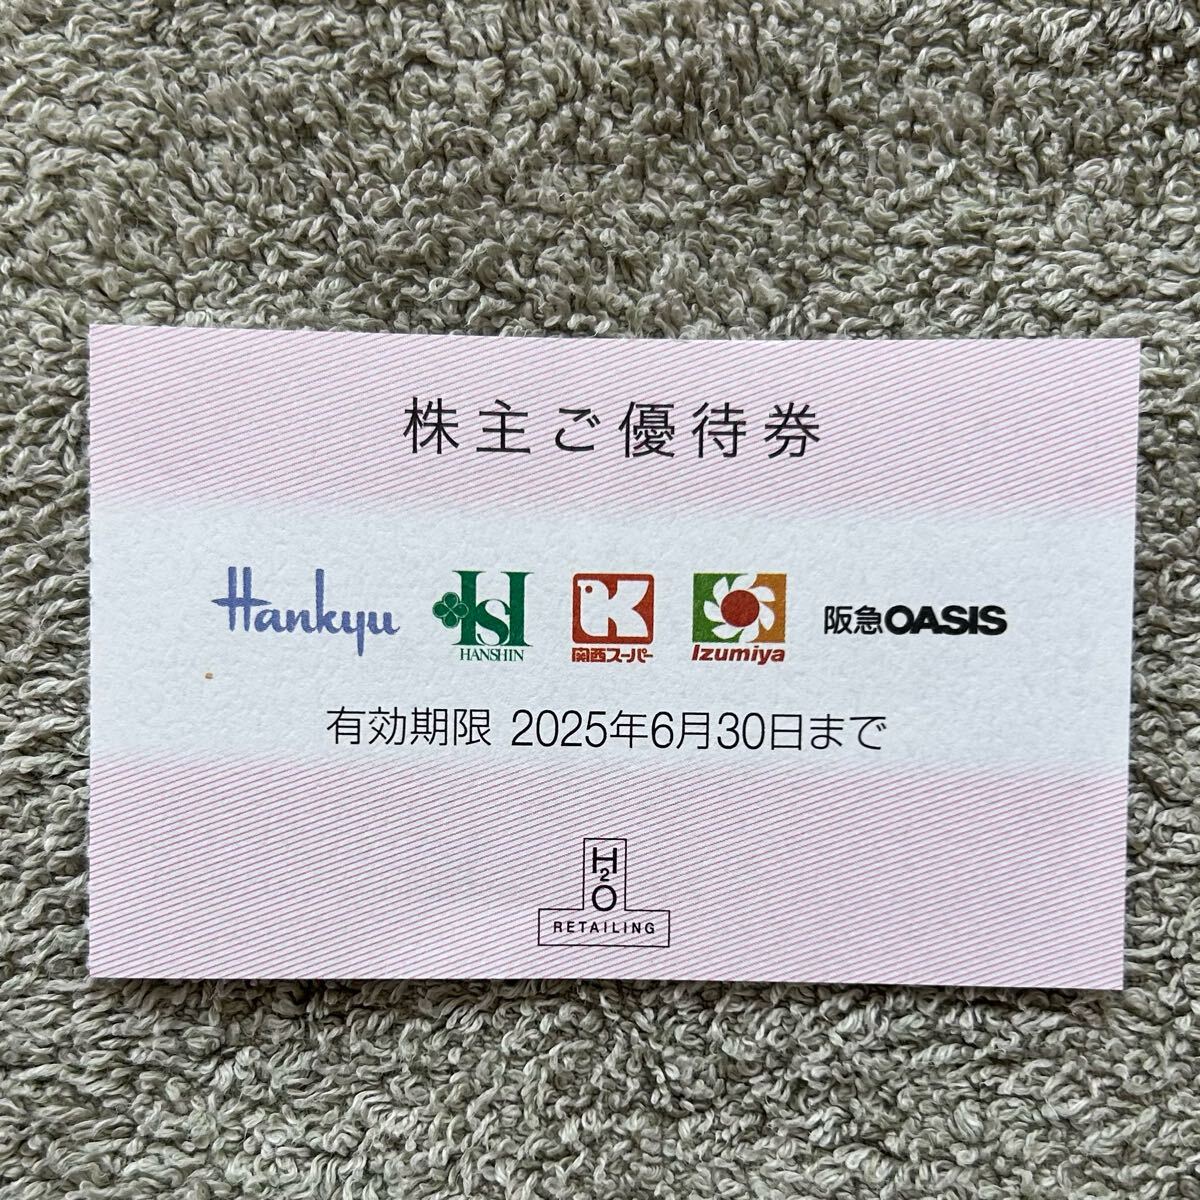 株主ご優待券
Hankyu HSI HANSHIN K 関西スーパー Izumiya 阪急OASIS
有効期限 2025年6月30日まで
H2O
RETAILING